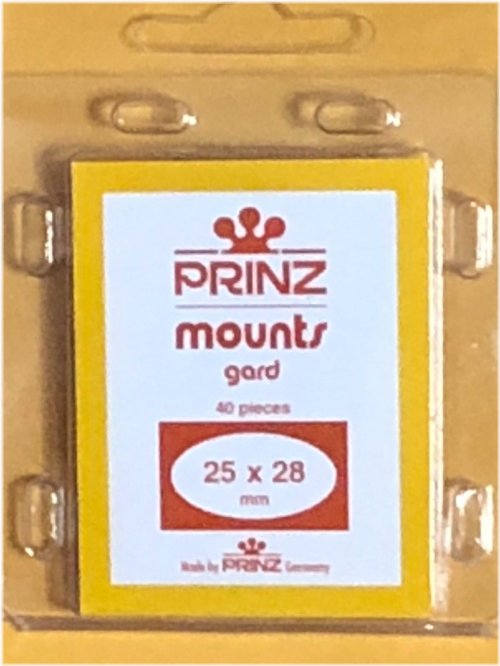 PRINZ
mounts
gard
40 pieces
25 x 28
mm
Made by PRINZ Germany